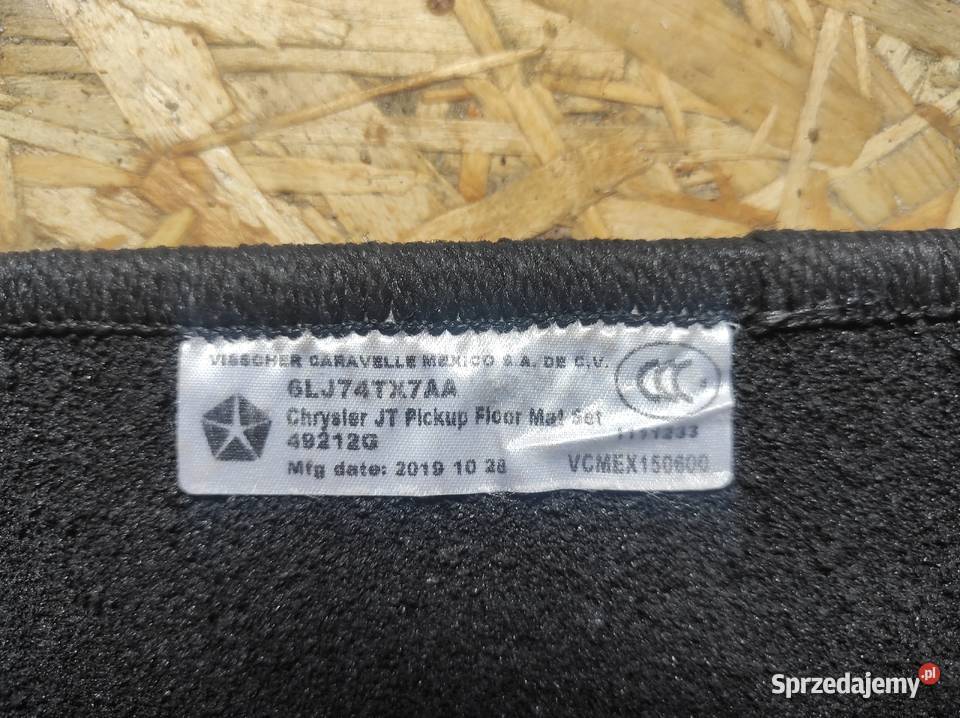 VISSCHER CARAVELLE MEXICO S.A. DE C.V.
6LJ74TX7AA
CCC
Chrysler JT Pickup Floor Mat Set
49212G
1111233
Mfg date: 2019 10 28
VCMEX150600
Sprzedajemy.pl